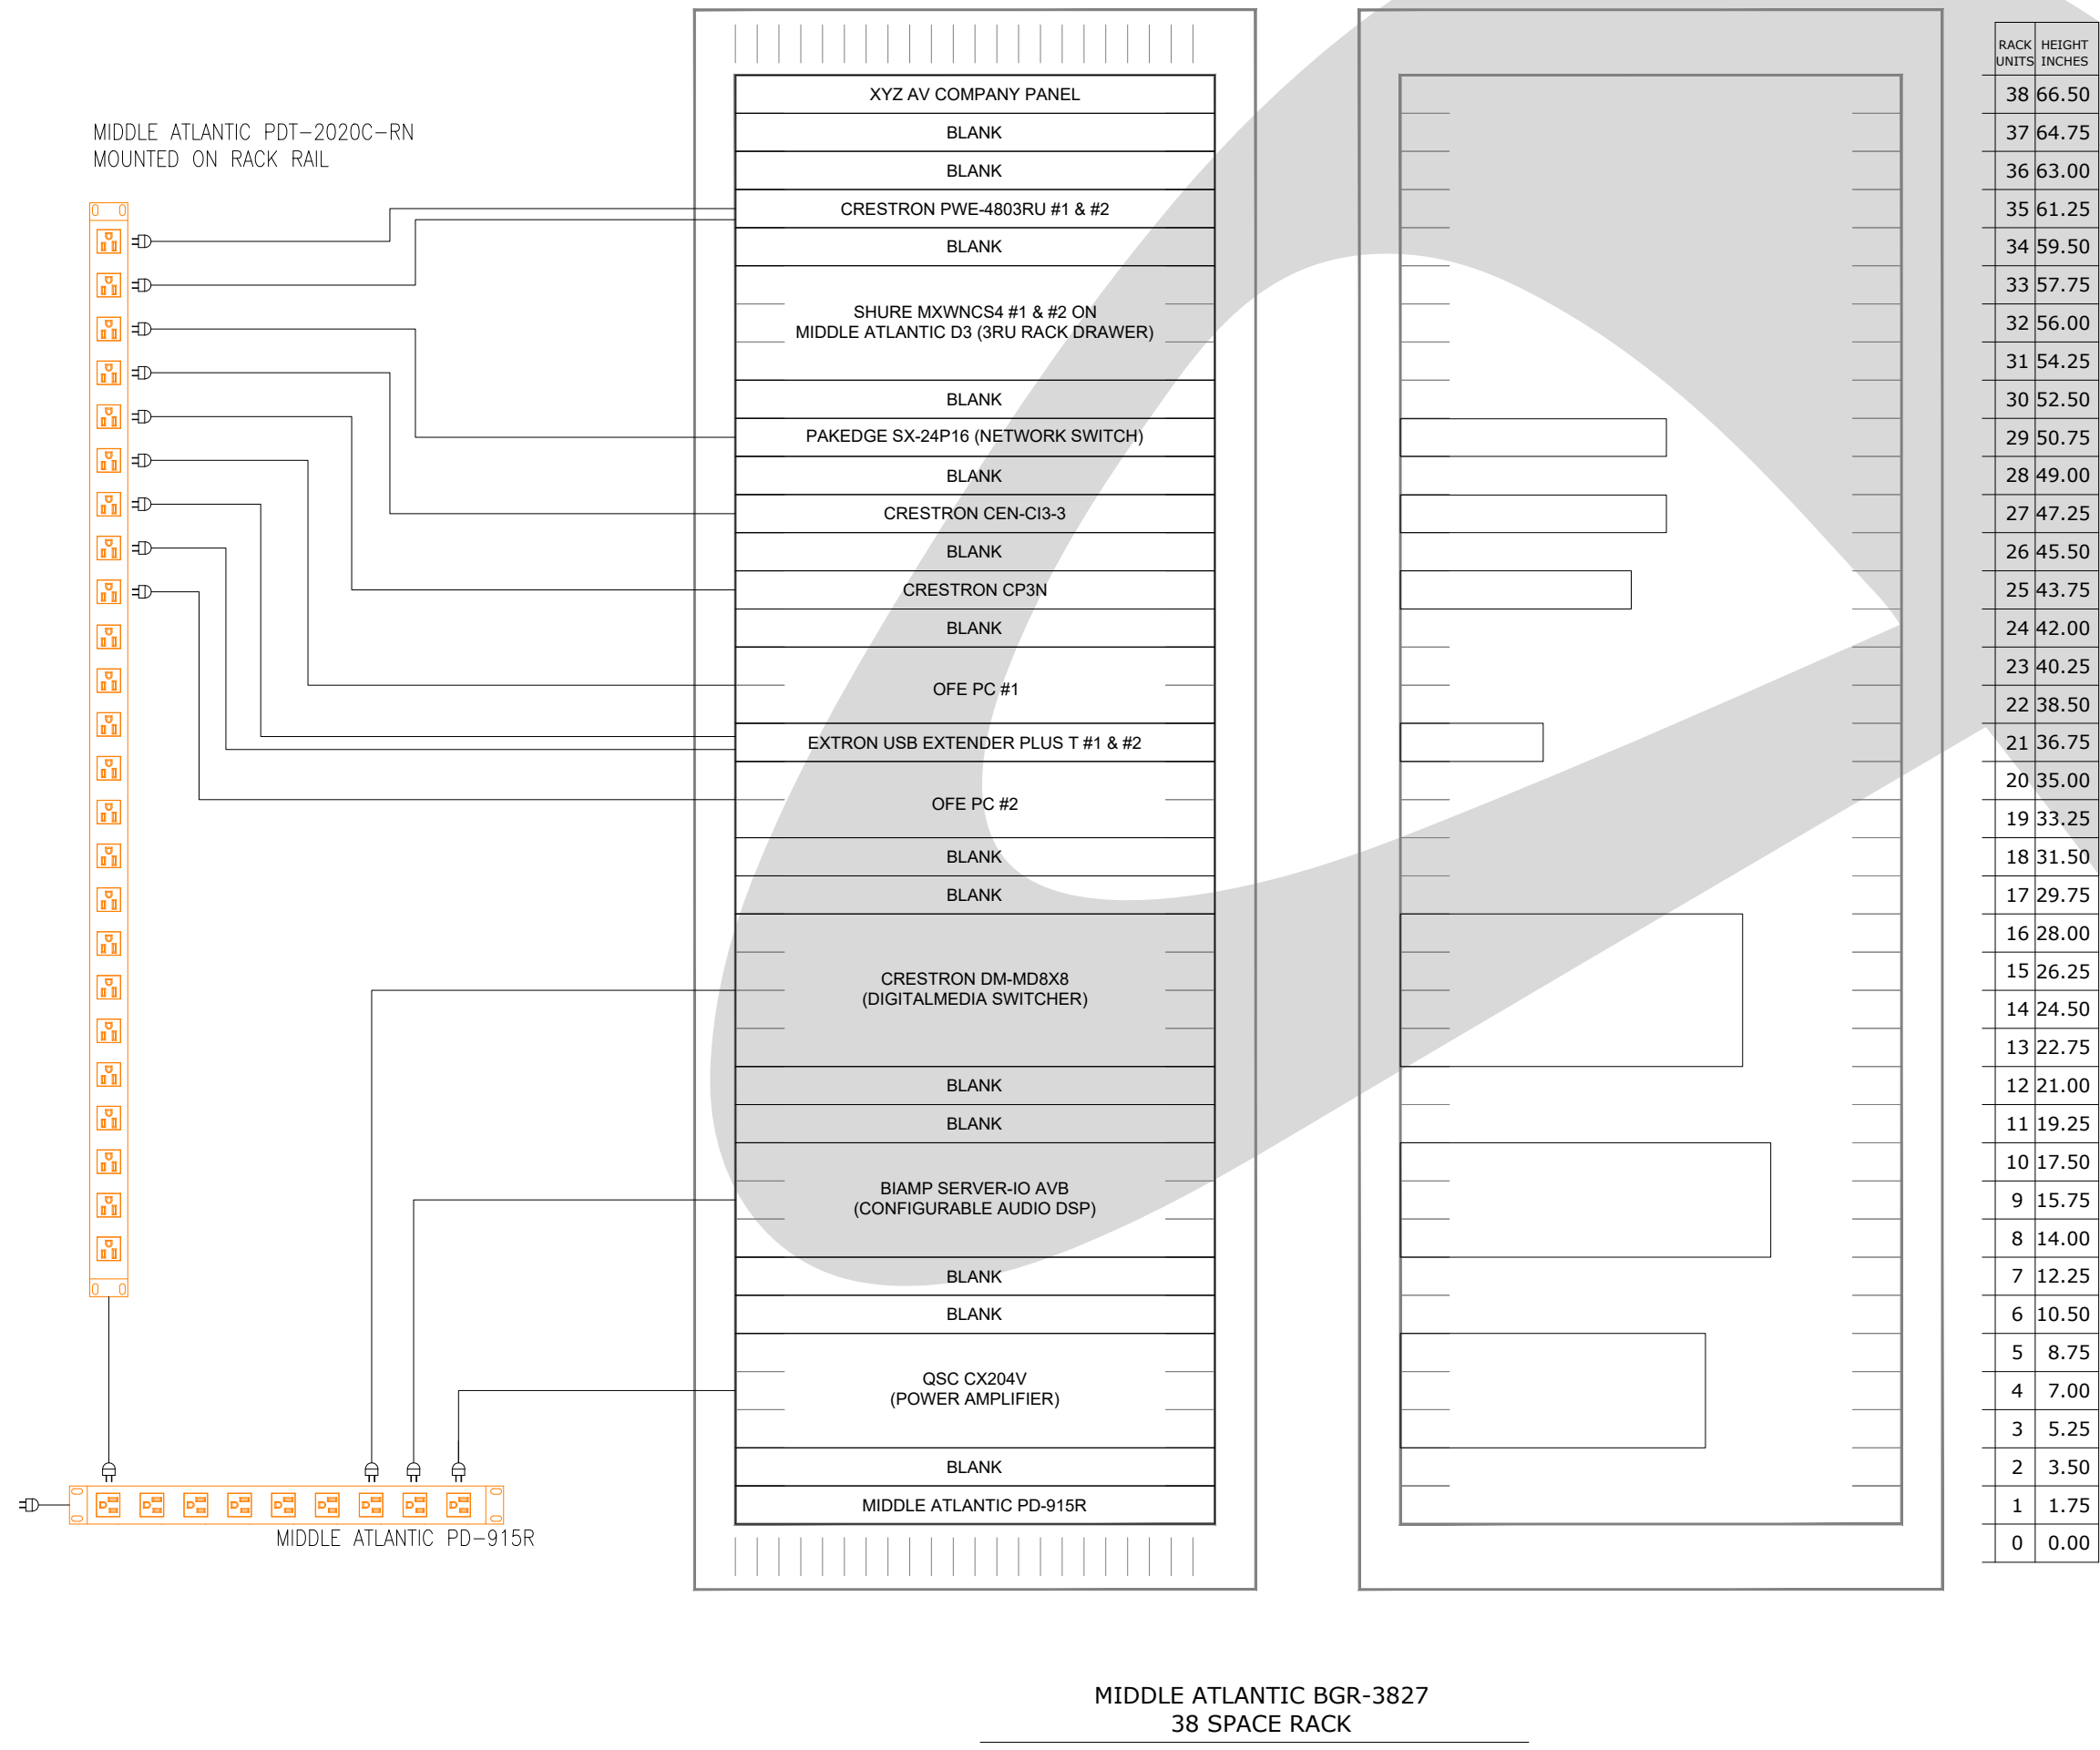 MIDDLE ATLANTIC PDT-2020C-RN
MOUNTED ON RACK RAIL
XYZ AV COMPANY PANEL
BLANK
BLANK
CRESTRON PWE-4803RU #1 & #2
BLANK
SHURE MXWNCS4 #1 & #2 ON
MIDDLE ATLANTIC D3 (3RU RACK DRAWER)
BLANK
PAKEDGE SX-24P16 (NETWORK SWITCH)
BLANK
CRESTRON CEN-CI3-3
BLANK
CRESTRON CP3N
BLANK
OFE PC #1
EXTRON USB EXTENDER PLUS T #1 & #2
OFE PC #2
BLANK
BLANK
CRESTRON DM-MD8X8
(DIGITALMEDIA SWITCHER)
BLANK
BLANK
BIAMP SERVER-IO AVB
(CONFIGURABLE AUDIO DSP)
BLANK
BLANK
QSC CX204V
(POWER AMPLIFIER)
BLANK
MIDDLE ATLANTIC PD-915R
MIDDLE ATLANTIC PD-915R
RACK HEIGHT
UNITS INCHES
38 66.50
37 64.75
36 63.00
35 61.25
34 59.50
33 57.75
32 56.00
31 54.25
30 52.50
29 50.75
28 49.00
27 47.25
26 45.50
25 43.75
24 42.00
23 40.25
22 38.50
21 36.75
20 35.00
19 33.25
18 31.50
17 29.75
16 28.00
15 26.25
14 24.50
13 22.75
12 21.00
11 19.25
10 17.50
9 15.75
8 14.00
7 12.25
6 10.50
5 8.75
4 7.00
3 5.25
2 3.50
1 1.75
0 0.00
MIDDLE ATLANTIC BGR-3827
38 SPACE RACK